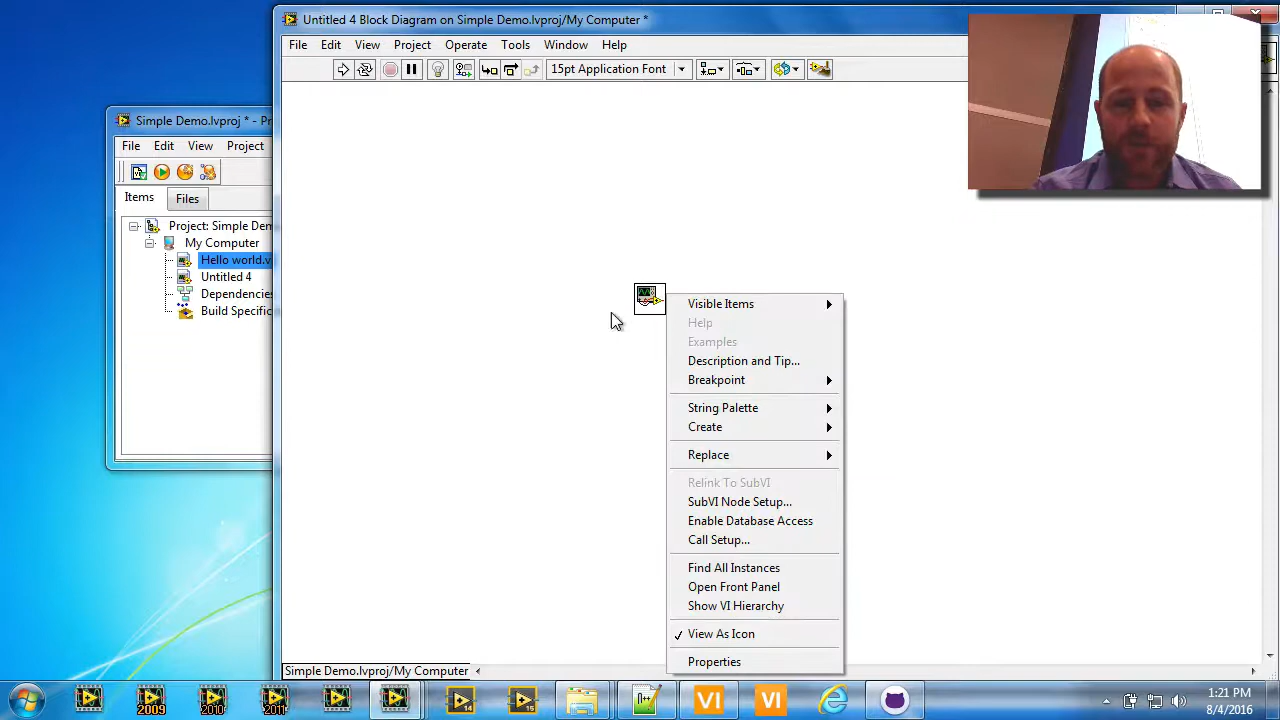 Untitled 4 Block Diagram on Simple Demo.lvproj/My Computer *
File Edit View Project Operate Tools Window Help
15pt Application Font
Simple Demo.lvproj * - Pr
File Edit View Project
Items Files
Project: Simple Dem
My Computer
Hello world.v
Untitled 4
Dependencies
Build Specific
Visible Items
Help
Examples
Description and Tip...
Breakpoint
String Palette
Create
Replace
Relink To SubVI
SubVI Node Setup...
Enable Database Access
Call Setup...
Find All Instances
Open Front Panel
Show VI Hierarchy
View As Icon
Properties
Simple Demo.lvproj/My Computer
2009 2010 2011 14 15 I++ VI VI
1:21 PM
8/4/2016